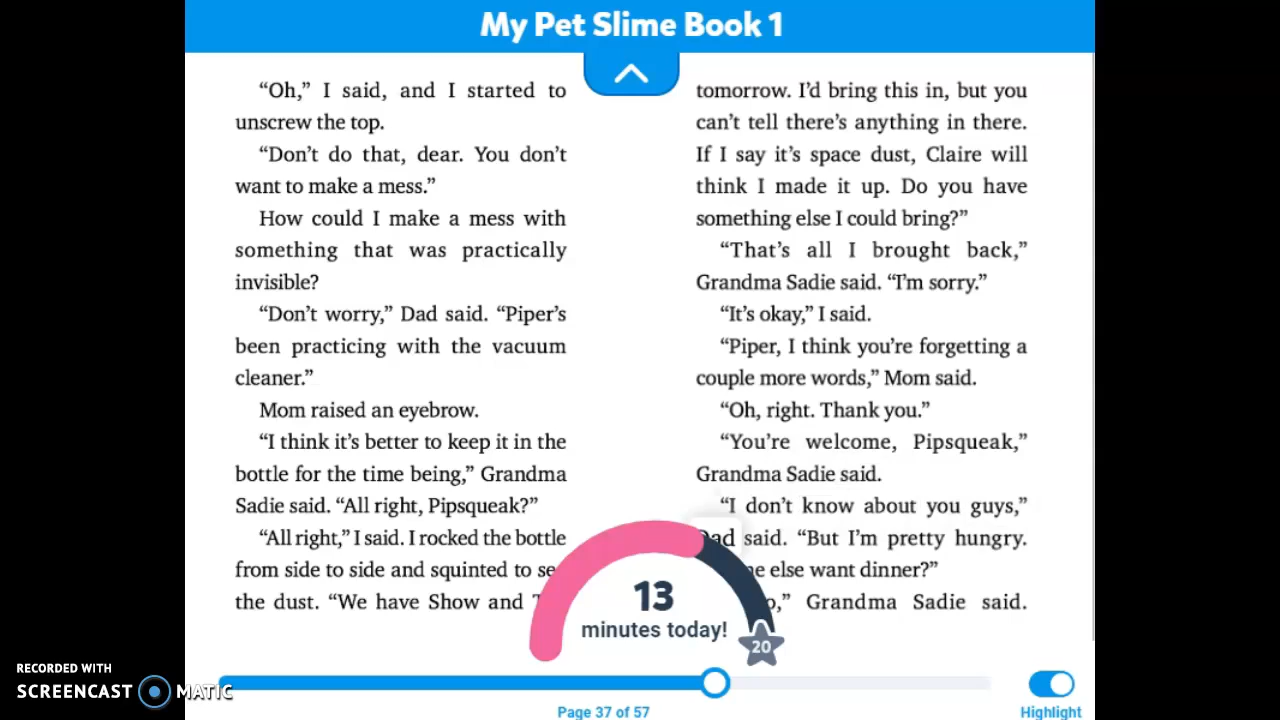 My Pet Slime Book 1
“Oh,” I said, and I started to
unscrew the top.
“Don’t do that, dear. You don’t
want to make a mess.”
How could I make a mess with
something that was practically
invisible?
“Don’t worry,” Dad said. “Piper’s
been practicing with the vacuum
cleaner.”
Mom raised an eyebrow.
“I think it’s better to keep it in the
bottle for the time being,” Grandma
Sadie said. “All right, Pipsqueak?”
“All right,” I said. I rocked the bottle
from side to side and squinted to
the dust. “We have Show and
tomorrow. I’d bring this in, but you
can’t tell there’s anything in there.
If I say it’s space dust, Claire will
think I made it up. Do you have
something else I could bring?”
“That’s all I brought back,”
Grandma Sadie said. “I’m sorry.”
“It’s okay,” I said.
“Piper, I think you’re forgetting a
couple more words,” Mom said.
“Oh, right. Thank you.”
“You’re welcome, Pipsqueak,”
Grandma Sadie said.
“I don’t know about you guys,”
Dad said. “But I’m pretty hungry.
else want dinner?”
Grandma Sadie said.
13
minutes today!
20
RECORDED WITH
SCREENCAST MATIC
Page 37 of 57
Highlight